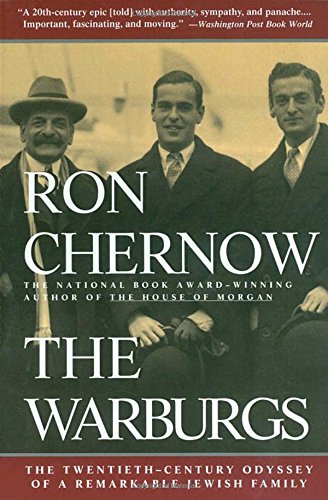 "A 20th-century epic [told] with authority, sympathy, and panache....
Important, fascinating, and moving." —Washington Post Book World
RON
CHERNOW
THE NATIONAL BOOK AWARD-WINNING
AUTHOR OF THE HOUSE OF MORGAN
THE
WARBURGS
THE TWENTIETH-CENTURY ODYSSEY
OF A REMARKABLE JEWISH FAMILY